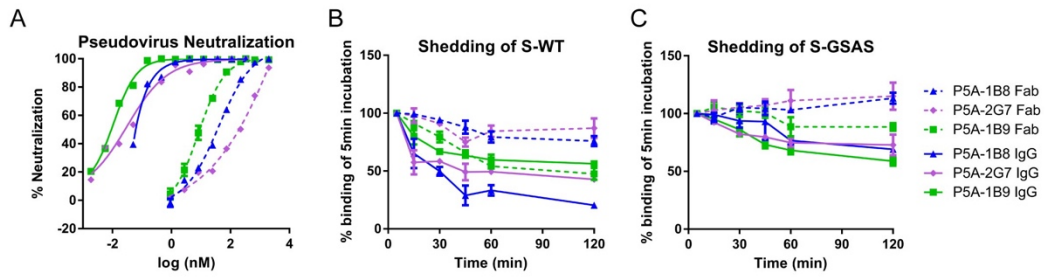 A
Pseudovirus Neutralization
% Neutralization
100
80
60
40
20
0
-20
-2
0
2
4
log (nM)
B
Shedding of S-WT
% binding of 5min incubation
150
100
50
0
0
30
60
90
120
Time (min)
C
Shedding of S-GSAS
% binding of 5min incubation
150
100
50
0
0
30
60
90
120
Time (min)
P5A-1B8 Fab
P5A-2G7 Fab
P5A-1B9 Fab
P5A-1B8 IgG
P5A-2G7 IgG
P5A-1B9 IgG